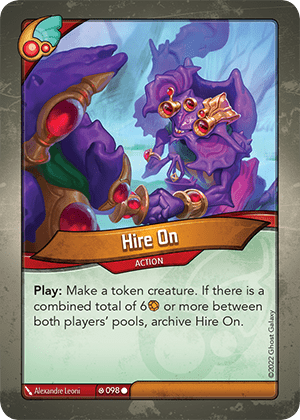 Hire On
ACTION
Play: Make a token creature. If there is a
combined total of 6 or more between
both players' pools, archive Hire On.
©2022 Ghost Galaxy
Alexandre Leoni
098